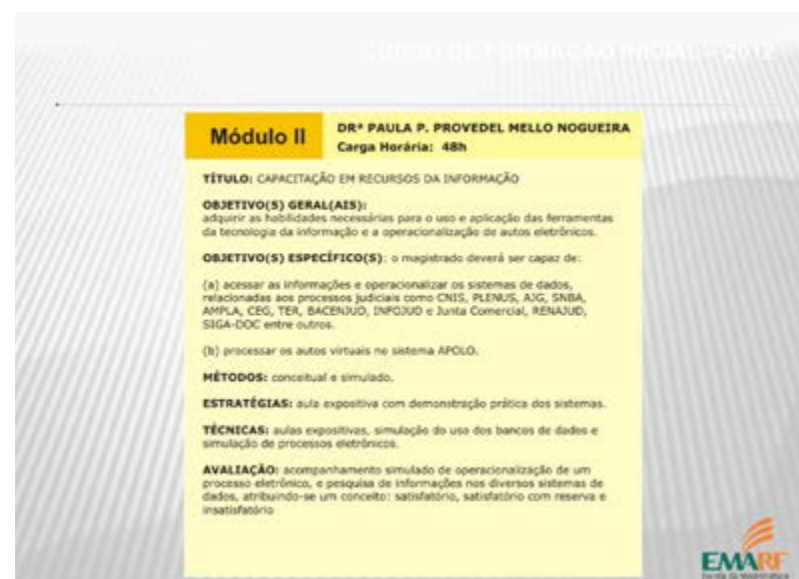 CURSO DE FORMAÇÃO INICIAL - 2012
Módulo II
DRª PAULA P. PROVEDEL MELLO NOGUEIRA
Carga Horária: 48h
TÍTULO: CAPACITAÇÃO EM RECURSOS DA INFORMAÇÃO
OBJETIVO(S) GERAL(AIS):
adquirir as habilidades necessárias para o uso e aplicação das ferramentas
da tecnologia da informação e a operacionalização de autos eletrônicos.
OBJETIVO(S) ESPECÍFICO(S): o magistrado deverá ser capaz de:
(a) acessar as informações e operacionalizar os sistemas de dados,
relacionadas aos processos judiciais como CNIS, PLENUS, AJG, SNBA,
AMPLA, CEG, TER, BACENJUD, INFOJUD e Junta Comercial, RENAJUD,
SIGA-DOC entre outros.
(b) processar os autos virtuais no sistema APOLO.
MÉTODOS: conceitual e simulado.
ESTRATÉGIAS: aula expositiva com demonstração prática dos sistemas.
TÉCNICAS: aulas expositivas, simulação do uso dos bancos de dados e
simulação de processos eletrônicos.
AVALIAÇÃO: acompanhamento simulado de operacionalização de um
processo eletrônico, e pesquisa de informações nos diversos sistemas de
dados, atribuindo-se um conceito: satisfatório, satisfatório com reserva e
insatisfatório
EMARF
Escola da Magistratura